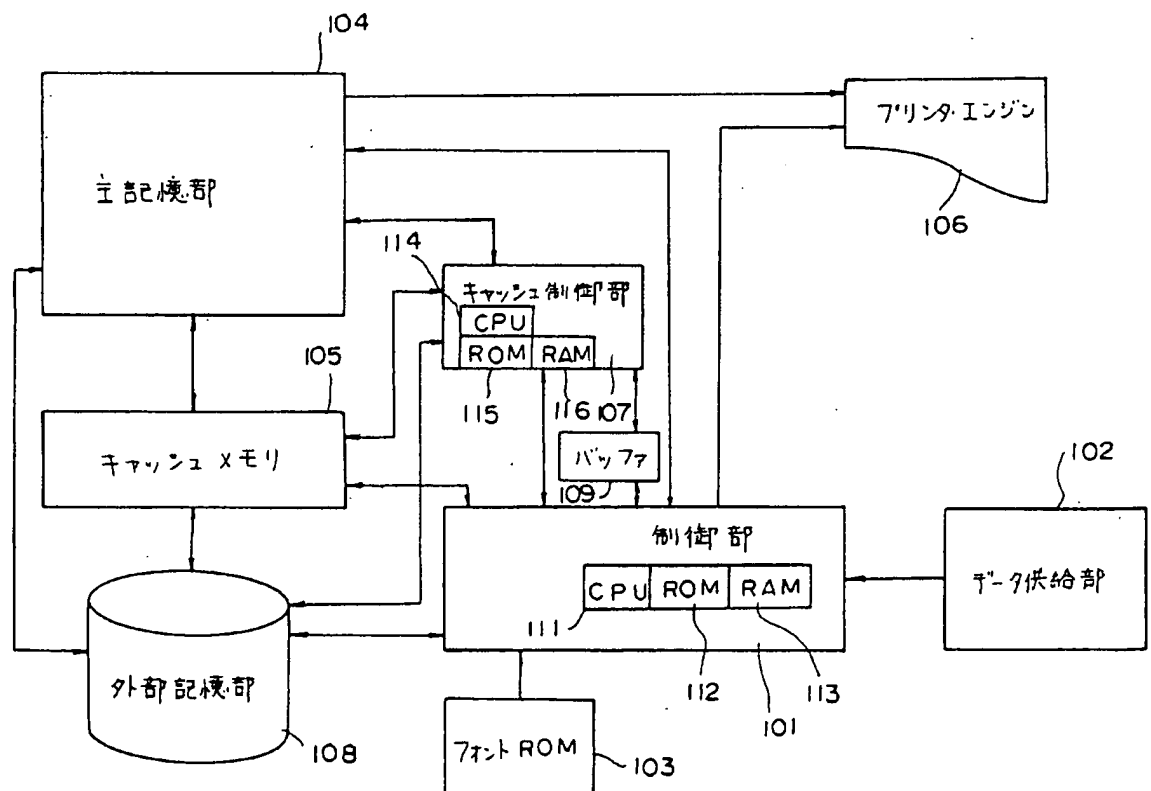 104
主記憶部
プリンタ・エンジン
106
114
キャッシュ制御部
CPU
ROM RAM
115
116
107
105
キャッシュメモリ
バッファ
109
102
データ供給部
制御部
CPU ROM RAM
111
112
113
101
外部記憶部
108
フォントROM
103